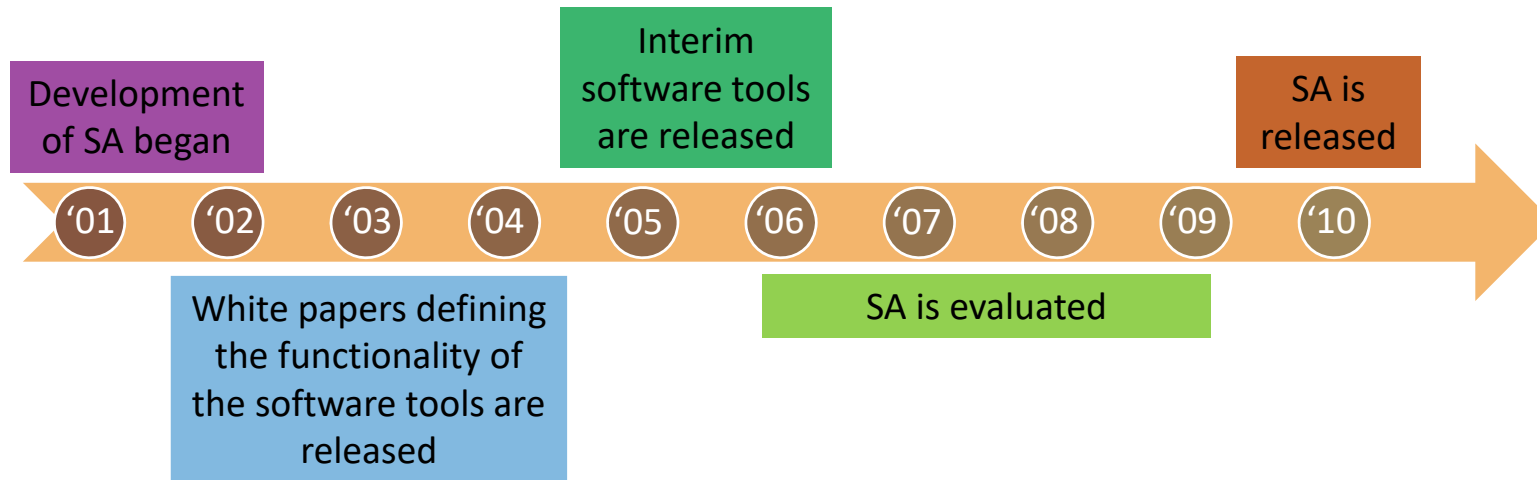 Development
of SA began
Interim
software tools
are released
SA is
released
‘01
‘02
‘03
‘04
‘05
‘06
‘07
‘08
‘09
‘10
White papers defining
the functionality of
the software tools are
released
SA is evaluated